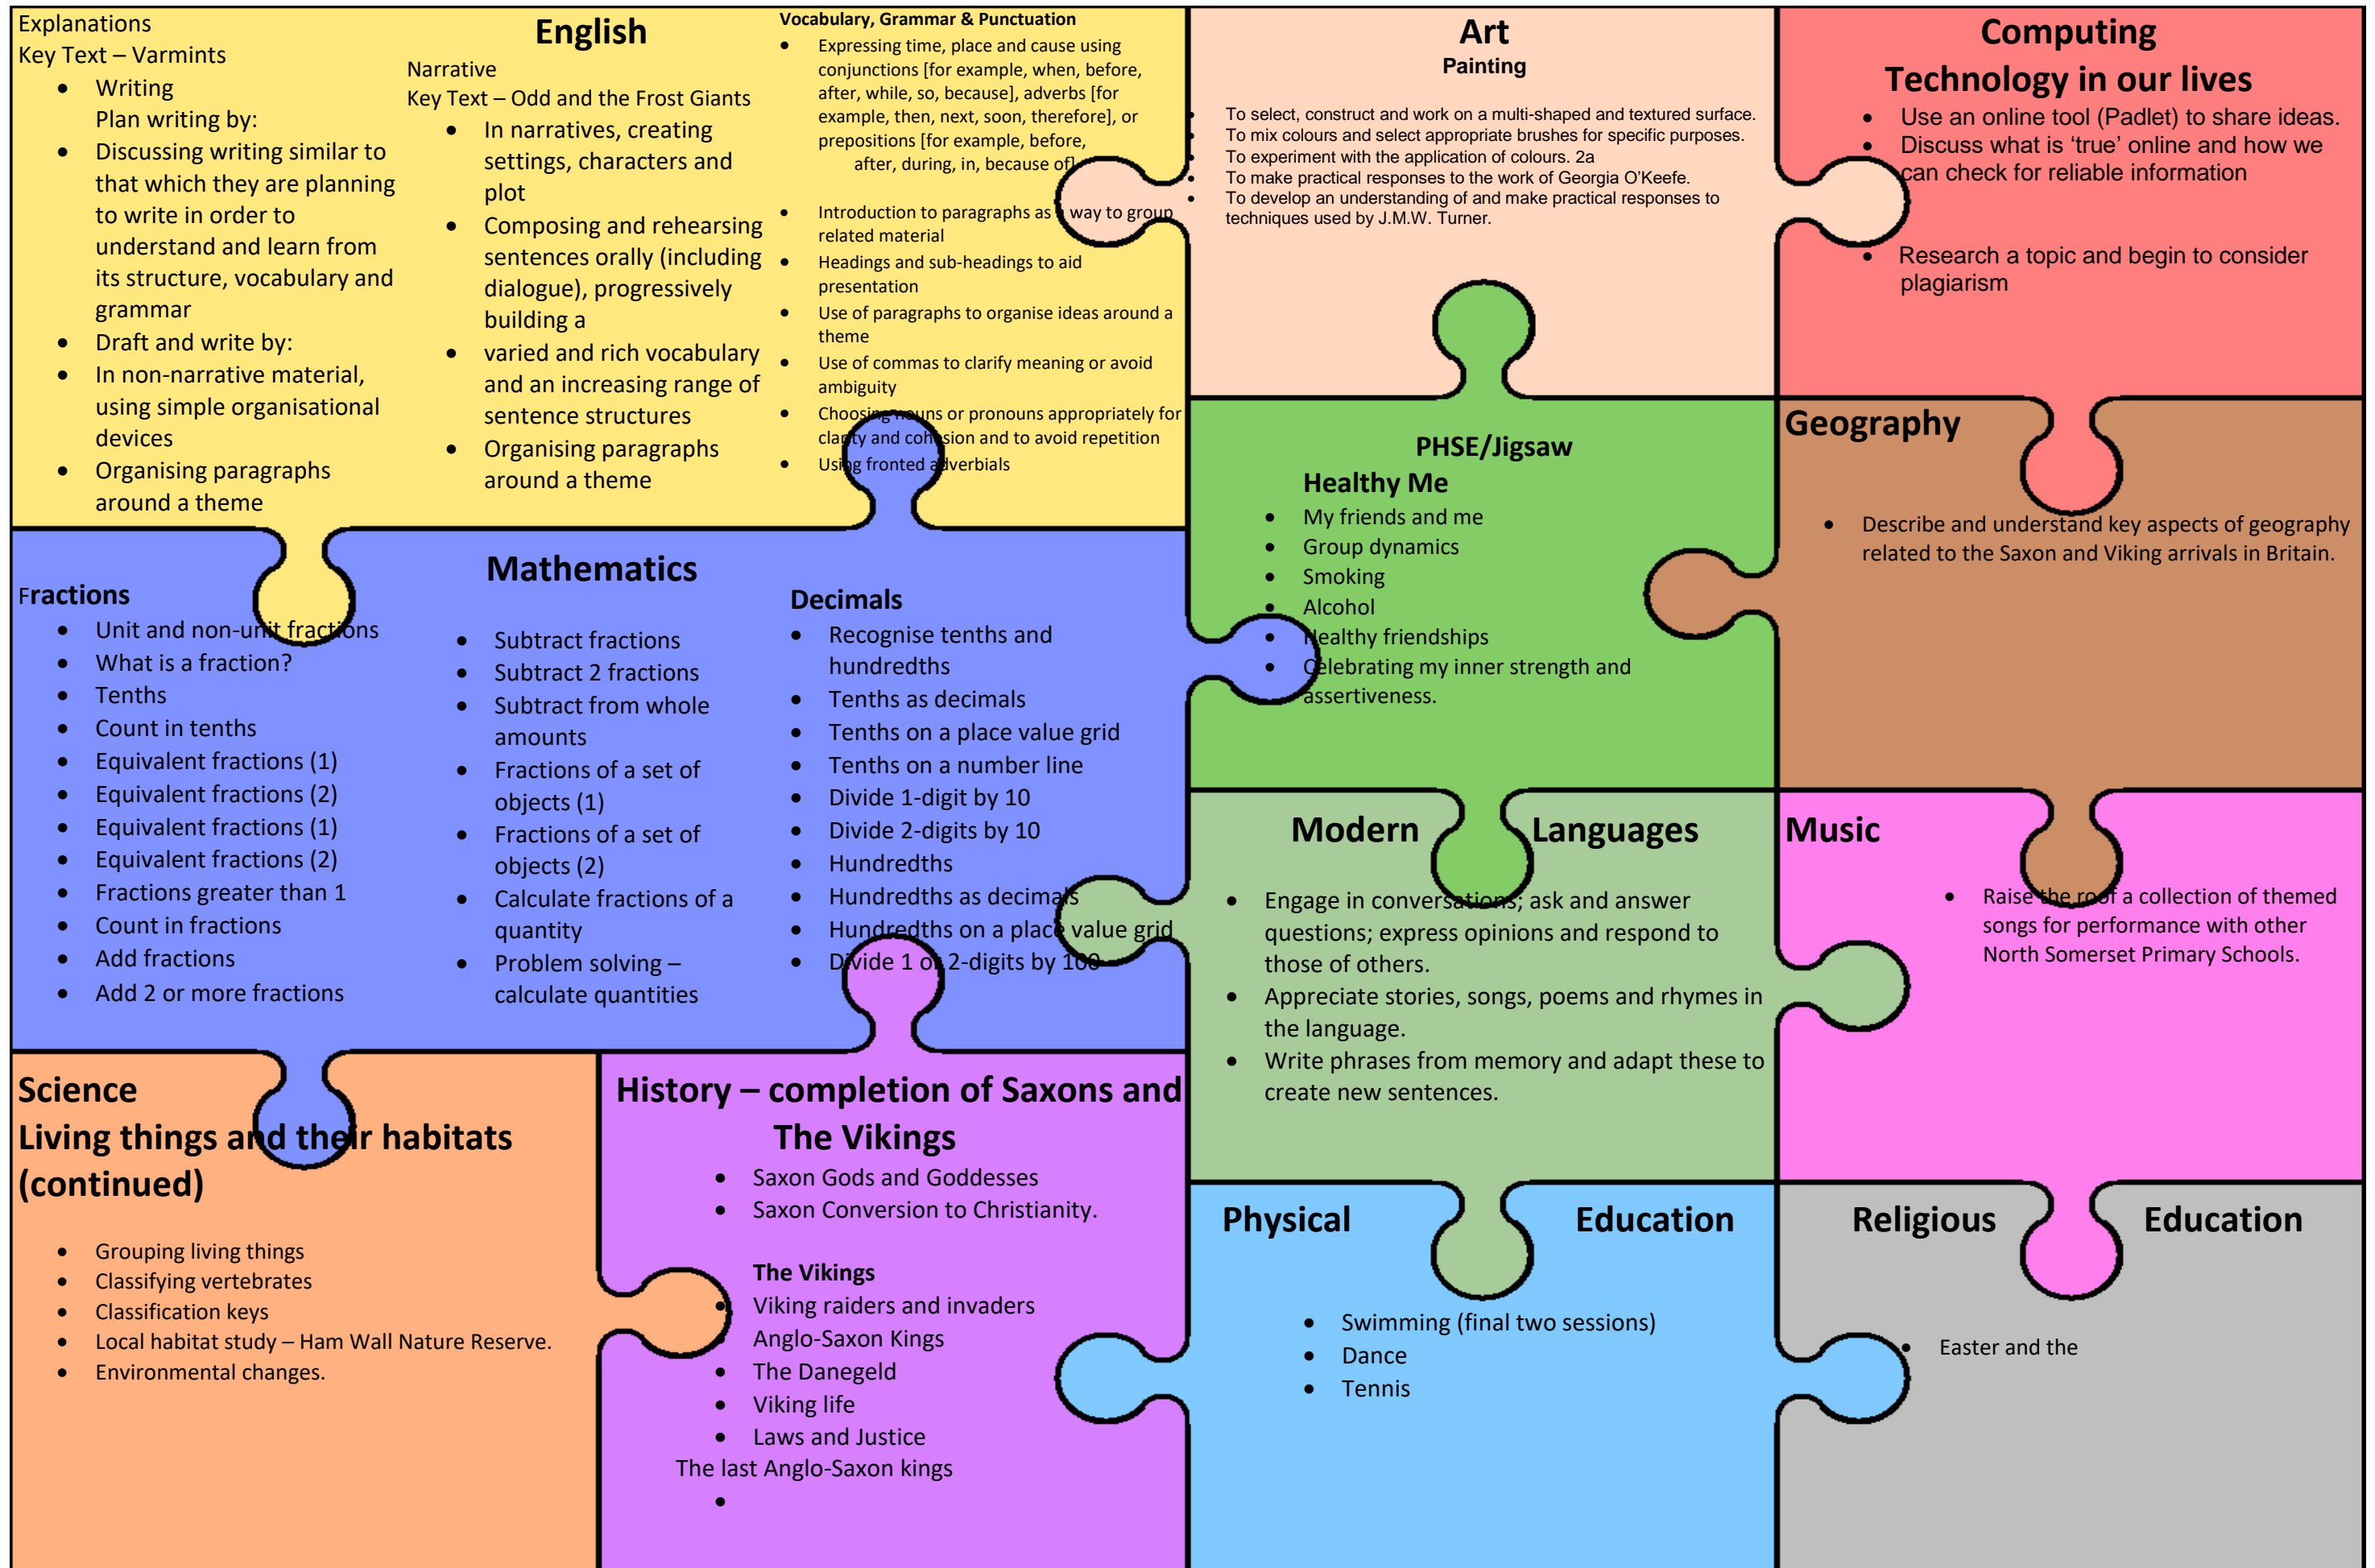 Explanations
Key Text – Varmints
• Writing
Plan writing by:
• Discussing writing similar to
that which they are planning
to write in order to
understand and learn from
its structure, vocabulary and
grammar
• Draft and write by:
• In non-narrative material,
using simple organisational
devices
• Organising paragraphs
around a theme
English
Narrative
Key Text – Odd and the Frost Giants
• In narratives, creating
settings, characters and
plot
• Composing and rehearsing
sentences orally (including
dialogue), progressively
building a
• varied and rich vocabulary
and an increasing range of
sentence structures
• Organising paragraphs
around a theme
Vocabulary, Grammar & Punctuation
• Expressing time, place and cause using
conjunctions [for example, when, before,
after, while, so, because], adverbs [for
example, then, next, soon, therefore], or
prepositions [for example, before,
after, during, in, because of]
• Introduction to paragraphs as a way to group
related material
• Headings and sub-headings to aid
presentation
• Use of paragraphs to organise ideas around a
theme
• Use of commas to clarify meaning or avoid
ambiguity
• Choosing nouns or pronouns appropriately for
clarity and cohesion and to avoid repetition
• Using fronted adverbials
Art
Painting
• To select, construct and work on a multi-shaped and textured surface.
• To mix colours and select appropriate brushes for specific purposes.
• To experiment with the application of colours. 2a
• To make practical responses to the work of Georgia O'Keefe.
• To develop an understanding of and make practical responses to
techniques used by J.M.W. Turner.
Computing
Technology in our lives
• Use an online tool (Padlet) to share ideas.
• Discuss what is ‘true’ online and how we
can check for reliable information
• Research a topic and begin to consider
plagiarism
PHSE/Jigsaw
Healthy Me
• My friends and me
• Group dynamics
• Smoking
• Alcohol
• Healthy friendships
• Celebrating my inner strength and
assertiveness.
Geography
• Describe and understand key aspects of geography
related to the Saxon and Viking arrivals in Britain.
Mathematics
Fractions
• Unit and non-unit fractions
• What is a fraction?
• Tenths
• Count in tenths
• Equivalent fractions (1)
• Equivalent fractions (2)
• Equivalent fractions (1)
• Equivalent fractions (2)
• Fractions greater than 1
• Count in fractions
• Add fractions
• Add 2 or more fractions
• Subtract fractions
• Subtract 2 fractions
• Subtract from whole
amounts
• Fractions of a set of
objects (1)
• Fractions of a set of
objects (2)
• Calculate fractions of a
quantity
• Problem solving –
calculate quantities
Decimals
• Recognise tenths and
hundredths
• Tenths as decimals
• Tenths on a place value grid
• Tenths on a number line
• Divide 1-digit by 10
• Divide 2-digits by 10
• Hundredths
• Hundredths as decimals
• Hundredths on a place value grid
• Divide 1 or 2-digits by 100
Modern Languages
• Engage in conversations; ask and answer
questions; express opinions and respond to
those of others.
• Appreciate stories, songs, poems and rhymes in
the language.
• Write phrases from memory and adapt these to
create new sentences.
Music
• Raise the roof a collection of themed
songs for performance with other
North Somerset Primary Schools.
Science
Living things and their habitats
(continued)
• Grouping living things
• Classifying vertebrates
• Classification keys
• Local habitat study – Ham Wall Nature Reserve.
• Environmental changes.
History – completion of Saxons and
The Vikings
• Saxon Gods and Goddesses
• Saxon Conversion to Christianity.
The Vikings
• Viking raiders and invaders
• Anglo-Saxon Kings
• The Danegeld
• Viking life
• Laws and Justice
The last Anglo-Saxon kings
•
Physical Education
• Swimming (final two sessions)
• Dance
• Tennis
Religious Education
• Easter and the